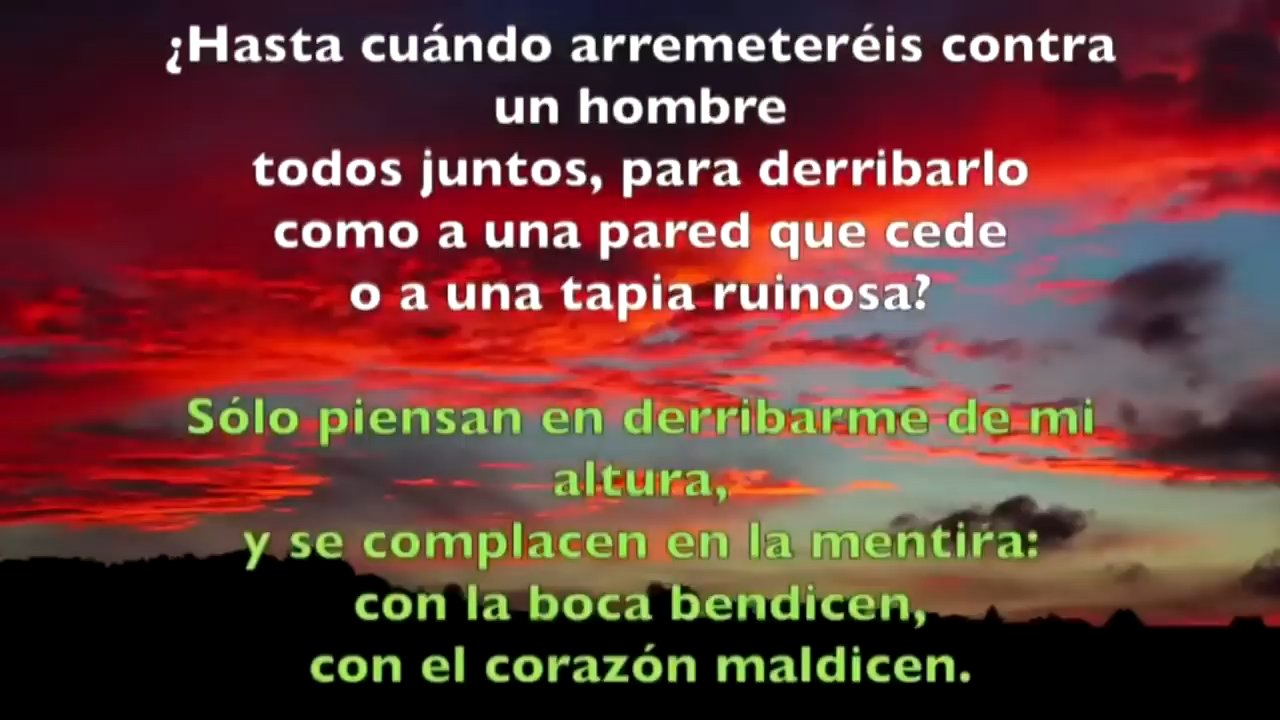 ¿Hasta cuándo arremeteréis contra
un hombre
todos juntos, para derribarlo
como a una pared que cede
o a una tapia ruinosa?
Sólo piensan en derribarme de mi
altura,
y se complacen en la mentira:
con la boca bendicen,
con el corazón maldicen.